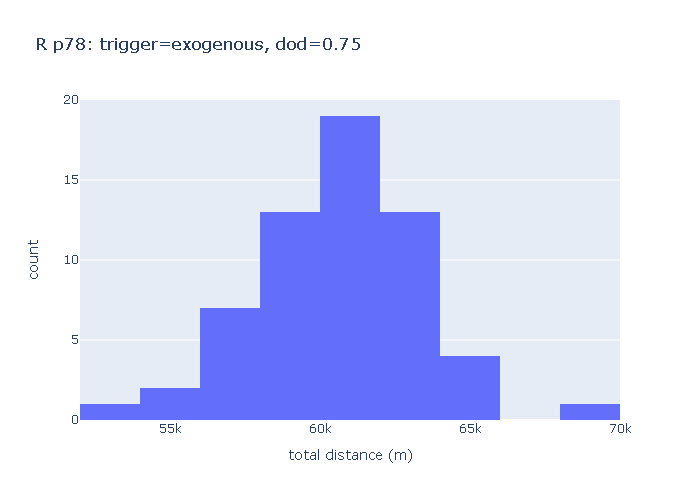 R p78: trigger=exogenous, dod=0.75
20
15
10
5
0
count
55k 60k 65k 70k
total distance (m)